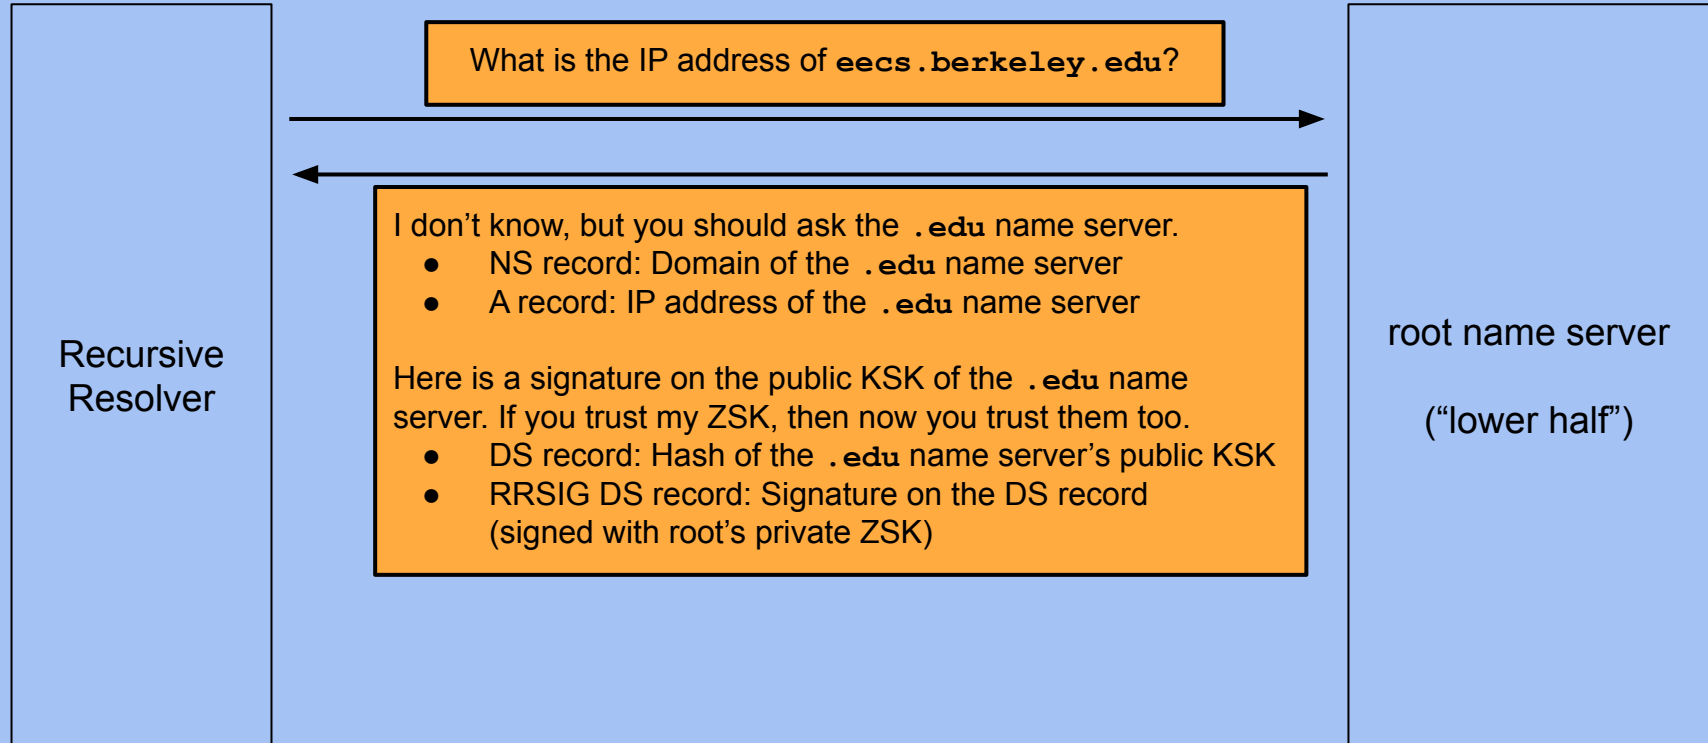 What is the IP address of eecs.berkeley.edu?
I don’t know, but you should ask the .edu name server.
● NS record: Domain of the .edu name server
● A record: IP address of the .edu name server
Here is a signature on the public KSK of the .edu name
server. If you trust my ZSK, then now you trust them too.
● DS record: Hash of the .edu name server’s public KSK
● RRSIG DS record: Signature on the DS record
(signed with root’s private ZSK)
Recursive
Resolver
root name server
(“lower half”)